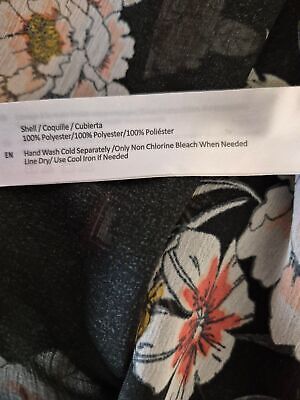 Shell / Coquille / Cubierta
100% Polyester/100% Polyester/100% Poliéster
EN Hand Wash Cold Separately /Only Non Chlorine Bleach When Needed
Line Dry/ Use Cool Iron If Needed